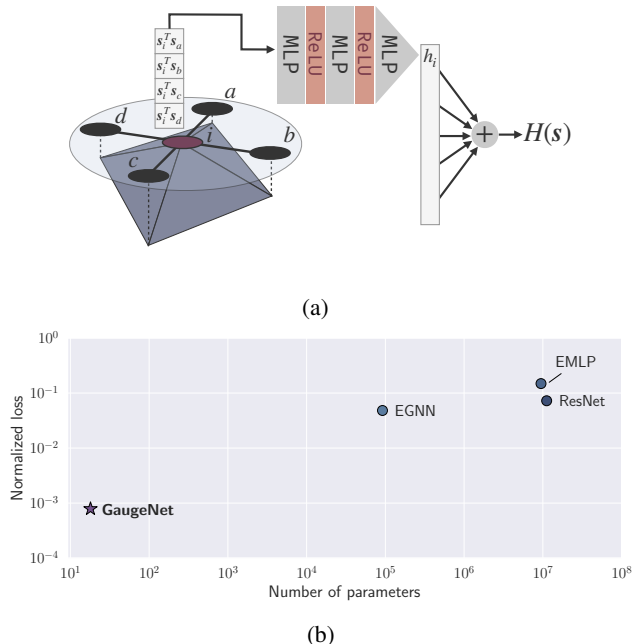 s_i^T s_a
s_i^T s_b
s_i^T s_c
s_i^T s_d
a
b
c
d
i
MLP
ReLU
MLP
ReLU
MLP
h_i
+
H(s)
(a)
10^0
10^-1
10^-2
10^-3
10^-4
Normalized loss
EMLP
ResNet
EGNN
GaugeNet
10^1 10^2 10^3 10^4 10^5 10^6 10^7 10^8
Number of parameters
(b)